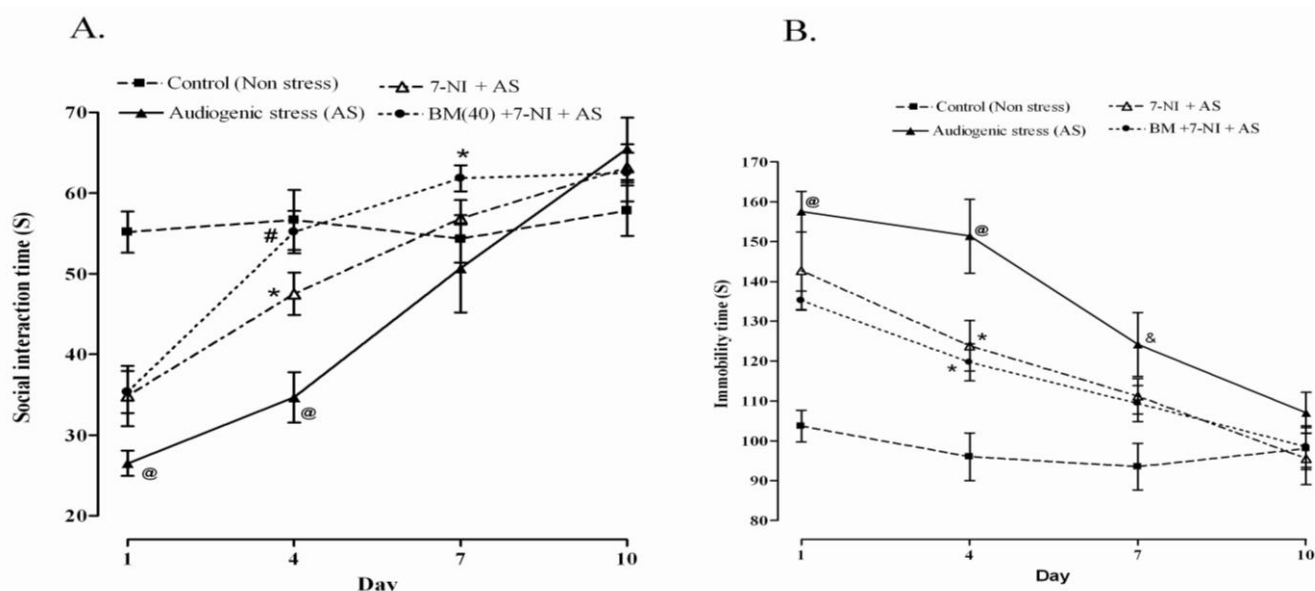 A.
Control (Non stress) 7-NI + AS
Audiogenic stress (AS) BM(40) +7-NI + AS
70
60
50
40
30
20
Social interaction time (S)
*
#
*
@
@
1 4 7 10
Day
B.
Control (Non stress) 7-NI + AS
Audiogenic stress (AS) BM +7-NI + AS
170
160
150
140
130
120
110
100
90
80
Immobility time (S)
@
@
&
*
*
1 4 7 10
Day